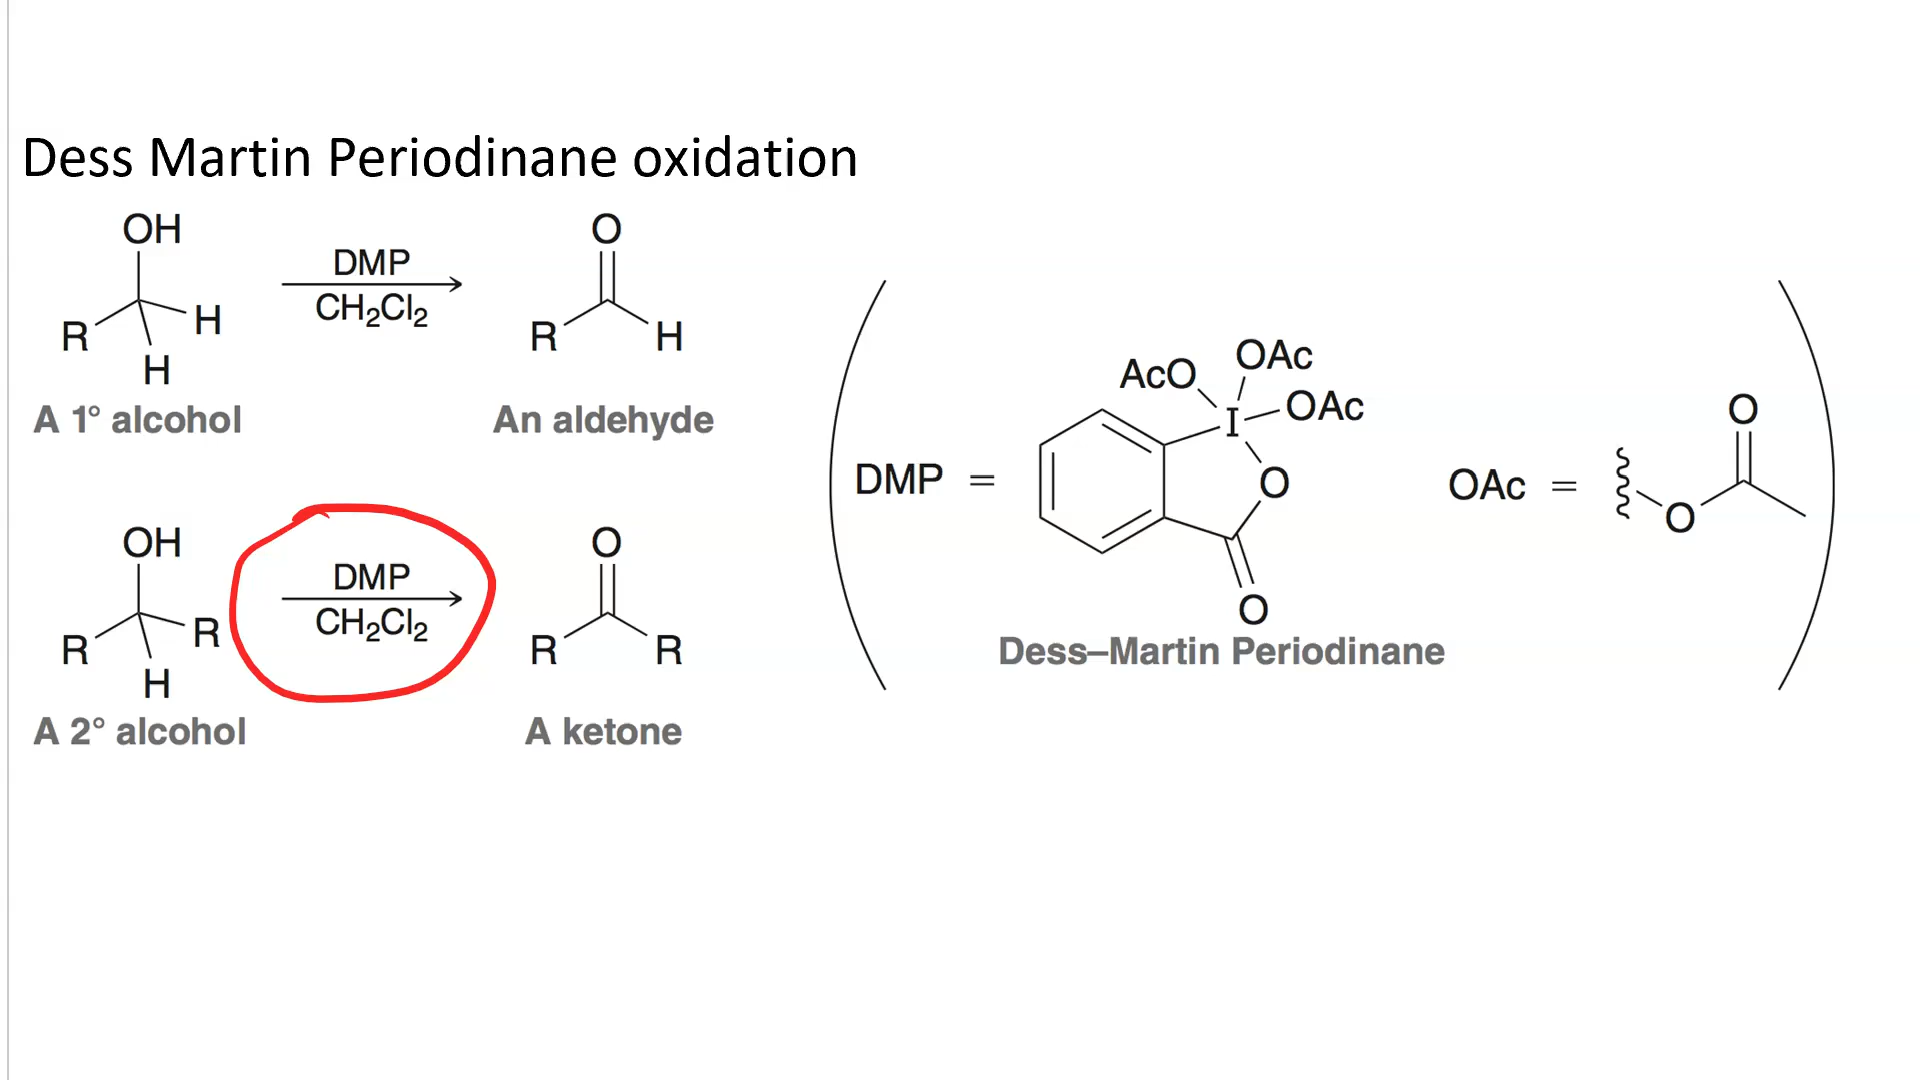 Dess Martin Periodinane oxidation
OH
R
H
H
A 1° alcohol
DMP
CH₂Cl₂
O
R
H
An aldehyde
OH
R
R
H
A 2° alcohol
DMP
CH₂Cl₂
O
R
R
A ketone
DMP =
AcO
OAc
OAc
I
O
O
Dess–Martin Periodinane
OAc =
O
O